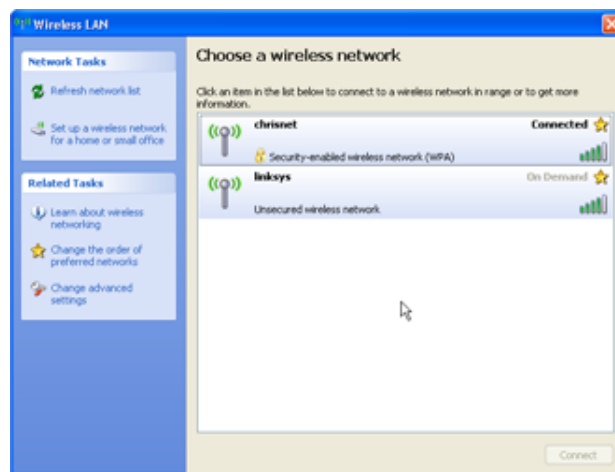 Wireless LAN
Network Tasks
Refresh network list
Set up a wireless network
for a home or small office
Related Tasks
Learn about wireless
networking
Change the order of
preferred networks
Change advanced
settings
Choose a wireless network
Click an item in the list below to connect to a wireless network in range or to get more
information.
chrisnet
Connected
Security-enabled wireless network (WPA)
linksys
On Demand
Unsecured wireless network
Connect